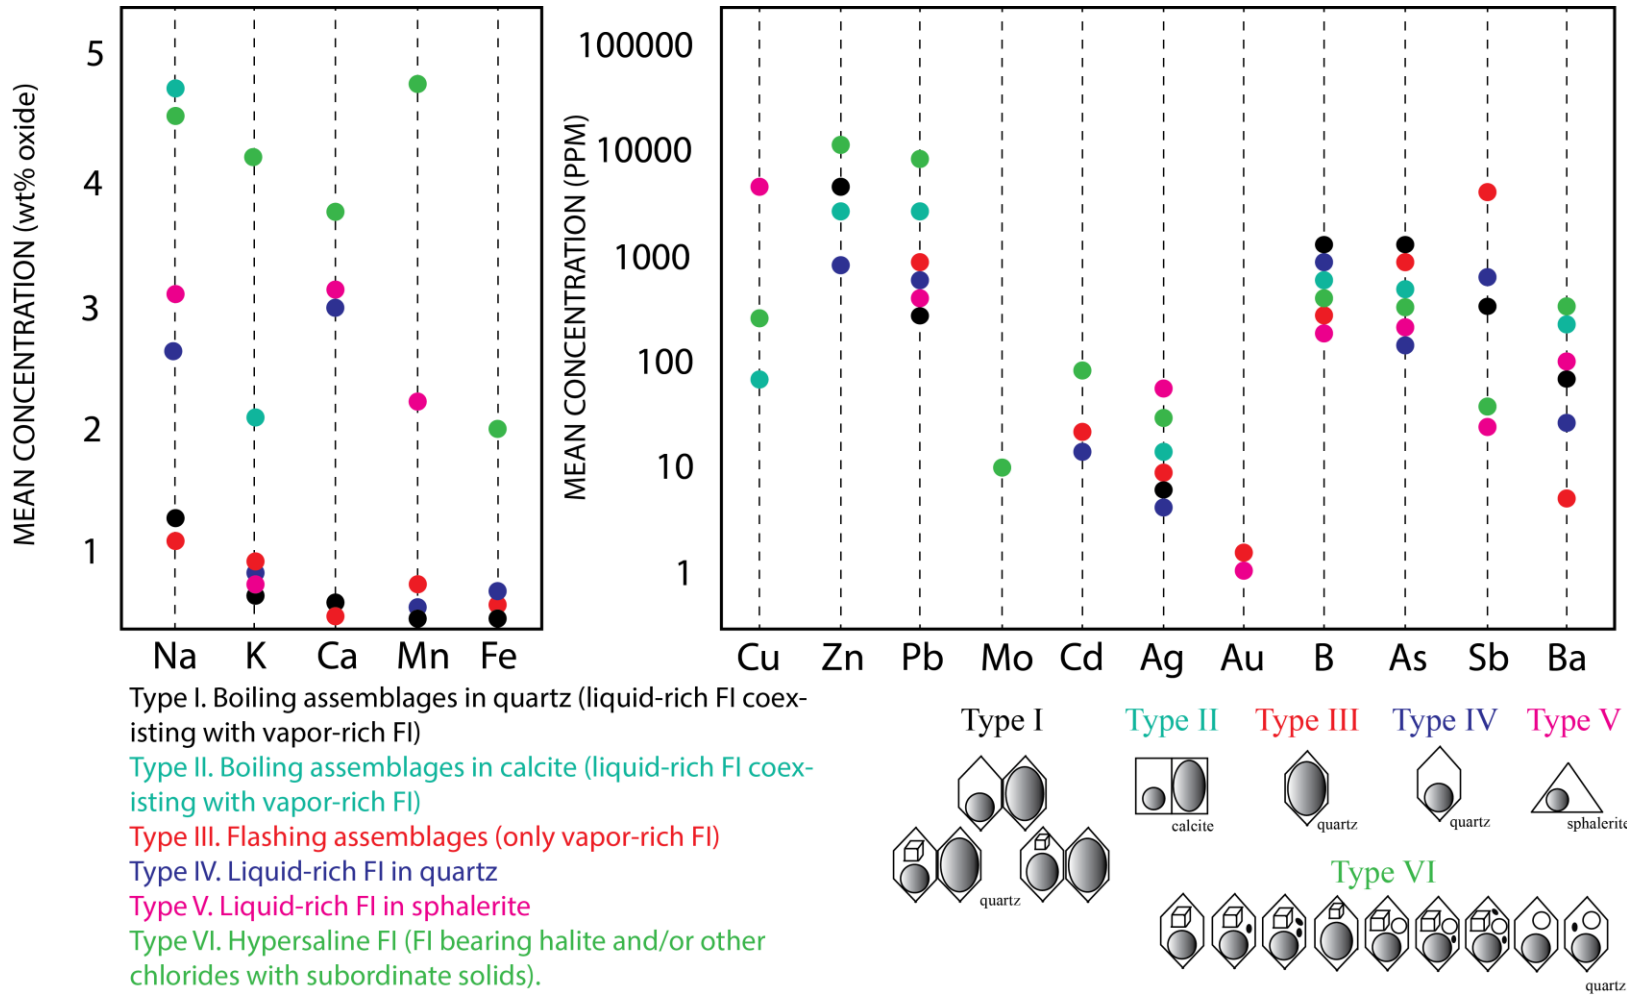 MEAN CONCENTRATION (wt% oxide)
5
4
3
2
1
Na K Ca Mn Fe
MEAN CONCENTRATION (PPM)
100000
10000
1000
100
10
1
Cu Zn Pb Mo Cd Ag Au B As Sb Ba
Type I. Boiling assemblages in quartz (liquid-rich FI coex-
isting with vapor-rich FI)
Type II. Boiling assemblages in calcite (liquid-rich FI coex-
isting with vapor-rich FI)
Type III. Flashing assemblages (only vapor-rich FI)
Type IV. Liquid-rich FI in quartz
Type V. Liquid-rich FI in sphalerite
Type VI. Hypersaline FI (FI bearing halite and/or other
chlorides with subordinate solids).
Type I
quartz
Type II
calcite
Type III
quartz
Type IV
quartz
Type V
sphalerite
Type VI
quartz